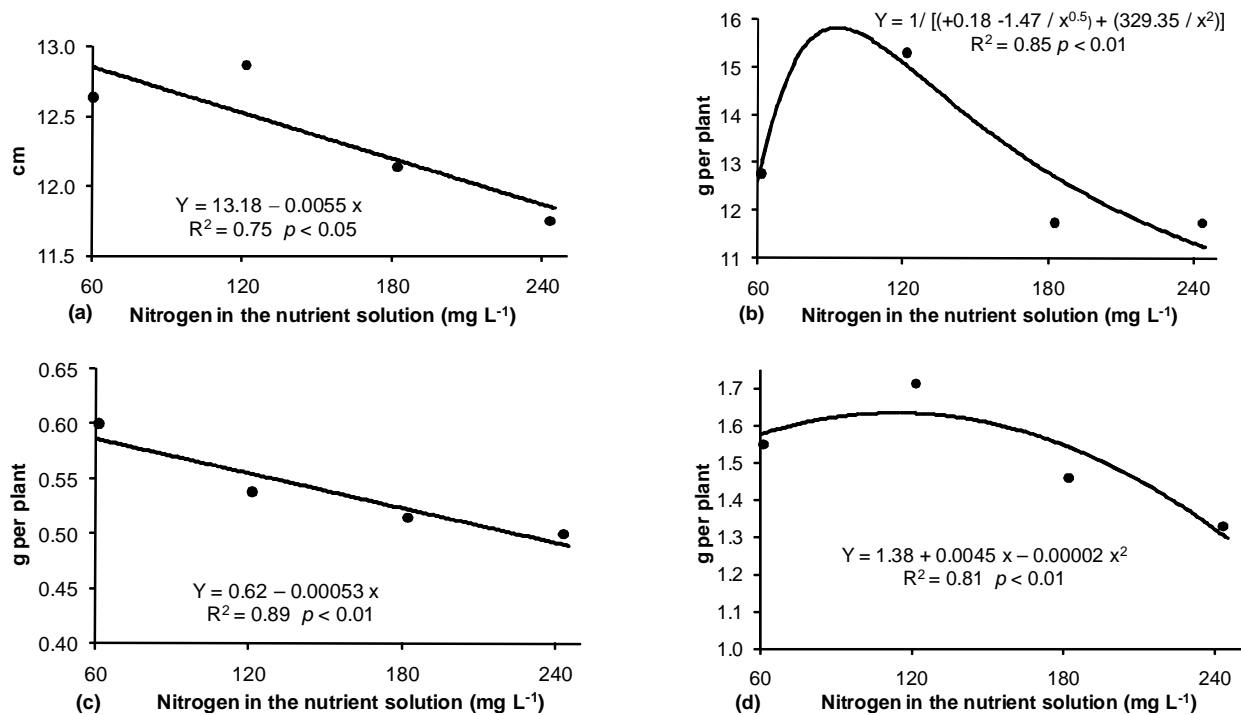 13.0
12.5
12.0
11.5
cm
Y = 13.18 – 0.0055 x
R² = 0.75 p < 0.05
60
120
180
240
(a) Nitrogen in the nutrient solution (mg L⁻¹)
16
15
14
13
12
11
g per plant
Y = 1/ [(+0.18 -1.47 / x⁰·⁵) + (329.35 / x²)]
R² = 0.85 p < 0.01
60
120
180
240
(b) Nitrogen in the nutrient solution (mg L⁻¹)
0.65
0.60
0.55
0.50
0.45
0.40
g per plant
Y = 0.62 – 0.00053 x
R² = 0.89 p < 0.01
60
120
180
240
(c) Nitrogen in the nutrient solution (mg L⁻¹)
1.7
1.6
1.5
1.4
1.3
1.2
1.1
1.0
g per plant
Y = 1.38 + 0.0045 x – 0.00002 x²
R² = 0.81 p < 0.01
60
120
180
240
(d) Nitrogen in the nutrient solution (mg L⁻¹)